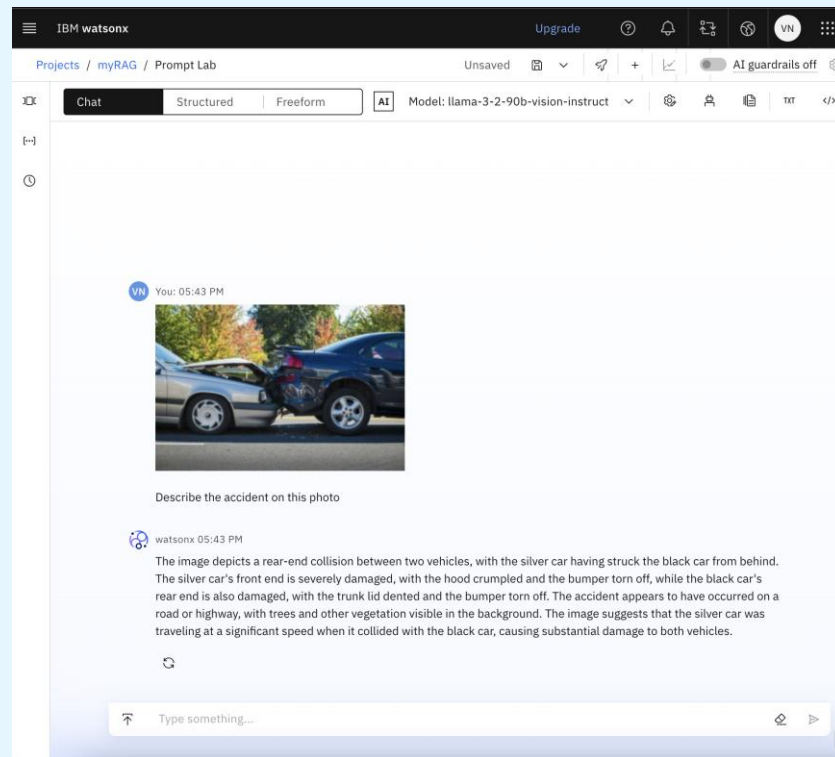 IBM watsonx
Upgrade
VN
Projects / myRAG / Prompt Lab
Unsaved
AI guardrails off
Chat
Structured
Freeform
AI
Model: llama-3-2-90b-vision-instruct
TXT
VN
You: 05:43 PM
Describe the accident on this photo
watsonx 05:43 PM
The image depicts a rear-end collision between two vehicles, with the silver car having struck the black car from behind.
The silver car's front end is severely damaged, with the hood crumpled and the bumper torn off, while the black car's
rear end is also damaged, with the trunk lid dented and the bumper torn off. The accident appears to have occurred on a
road or highway, with trees and other vegetation visible in the background. The image suggests that the silver car was
traveling at a significant speed when it collided with the black car, causing substantial damage to both vehicles.
Type something...